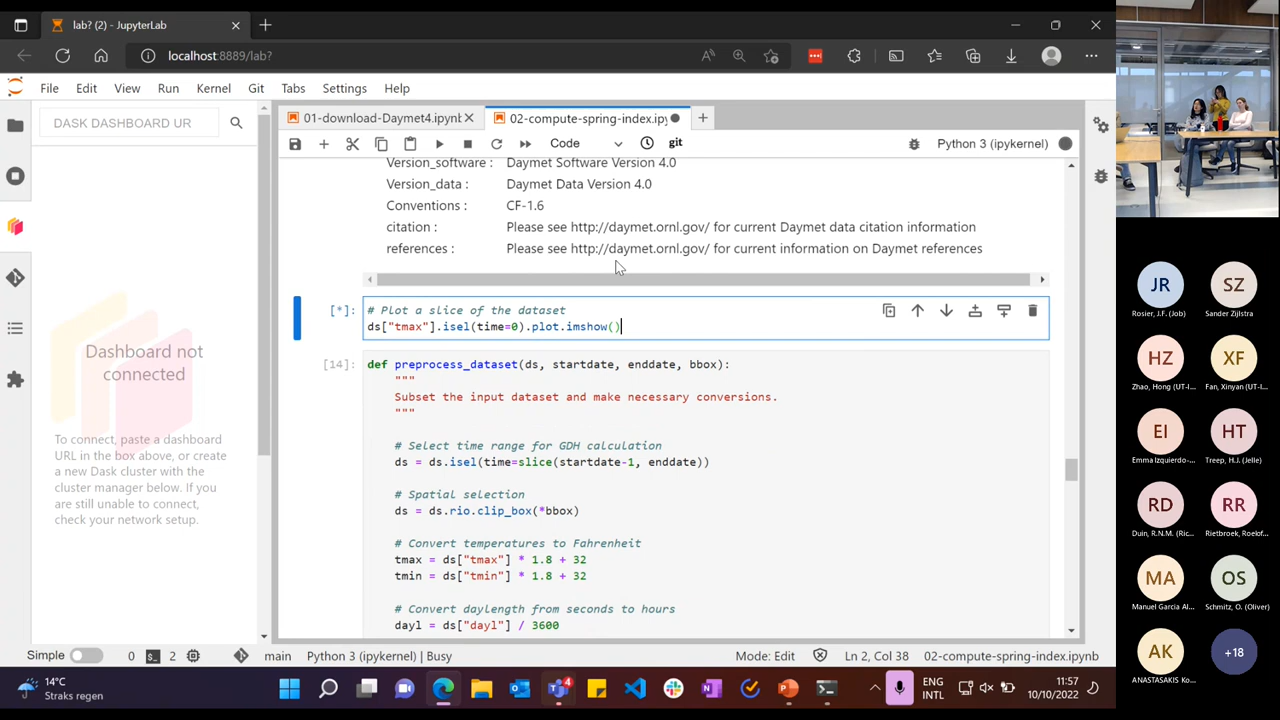 lab? (2) - JupyterLab
localhost:8889/lab?
File Edit View Run Kernel Git Tabs Settings Help
DASK DASHBOARD UR
01-download-Daymet4.ipynb
02-compute-spring-index.ipy
Code
git
Python 3 (ipykernel)
Version_software : Daymet Software Version 4.0
Version_data : Daymet Data Version 4.0
Conventions : CF-1.6
citation : Please see http://daymet.ornl.gov/ for current Daymet data citation information
references : Please see http://daymet.ornl.gov/ for current information on Daymet references
[*]: # Plot a slice of the dataset
ds["tmax"].isel(time=0).plot.imshow()
[14]: def preprocess_dataset(ds, startdate, enddate, bbox):
"""
Subset the input dataset and make necessary conversions.
"""
# Select time range for GDH calculation
ds = ds.isel(time=slice(startdate-1, enddate))
# Spatial selection
ds = ds.rio.clip_box(*bbox)
# Convert temperatures to Fahrenheit
tmax = ds["tmax"] * 1.8 + 32
tmin = ds["tmin"] * 1.8 + 32
# Convert daylength from seconds to hours
dayl = ds["dayl"] / 3600
Dashboard not
connected
To connect, paste a dashboard
URL in the box above, or create
a new Dask cluster with the
cluster manager below. If you
are still unable to connect,
check your network setup.
Simple 0 2 main Python 3 (ipykernel) | Busy Mode: Edit Ln 2, Col 38 02-compute-spring-index.ipynb
14°C
Straks regen
4
ENG
INTL
11:57
10/10/2022
JR
Rosier, J.F. (Job)
SZ
Sander Zijlstra
HZ
Zhao, Hong (UT-I...
XF
Fan, Xinyan (UT-...
EI
Emma Izquierdo-...
HT
Treep, H.J. (Jelle)
RD
Duin, R.N.M. (Ric...
RR
Rietbroek, Roelof...
MA
Manuel Garcia Al...
OS
Schmitz, O. (Oliver)
AK
ANASTASAKIS Ko...
+18